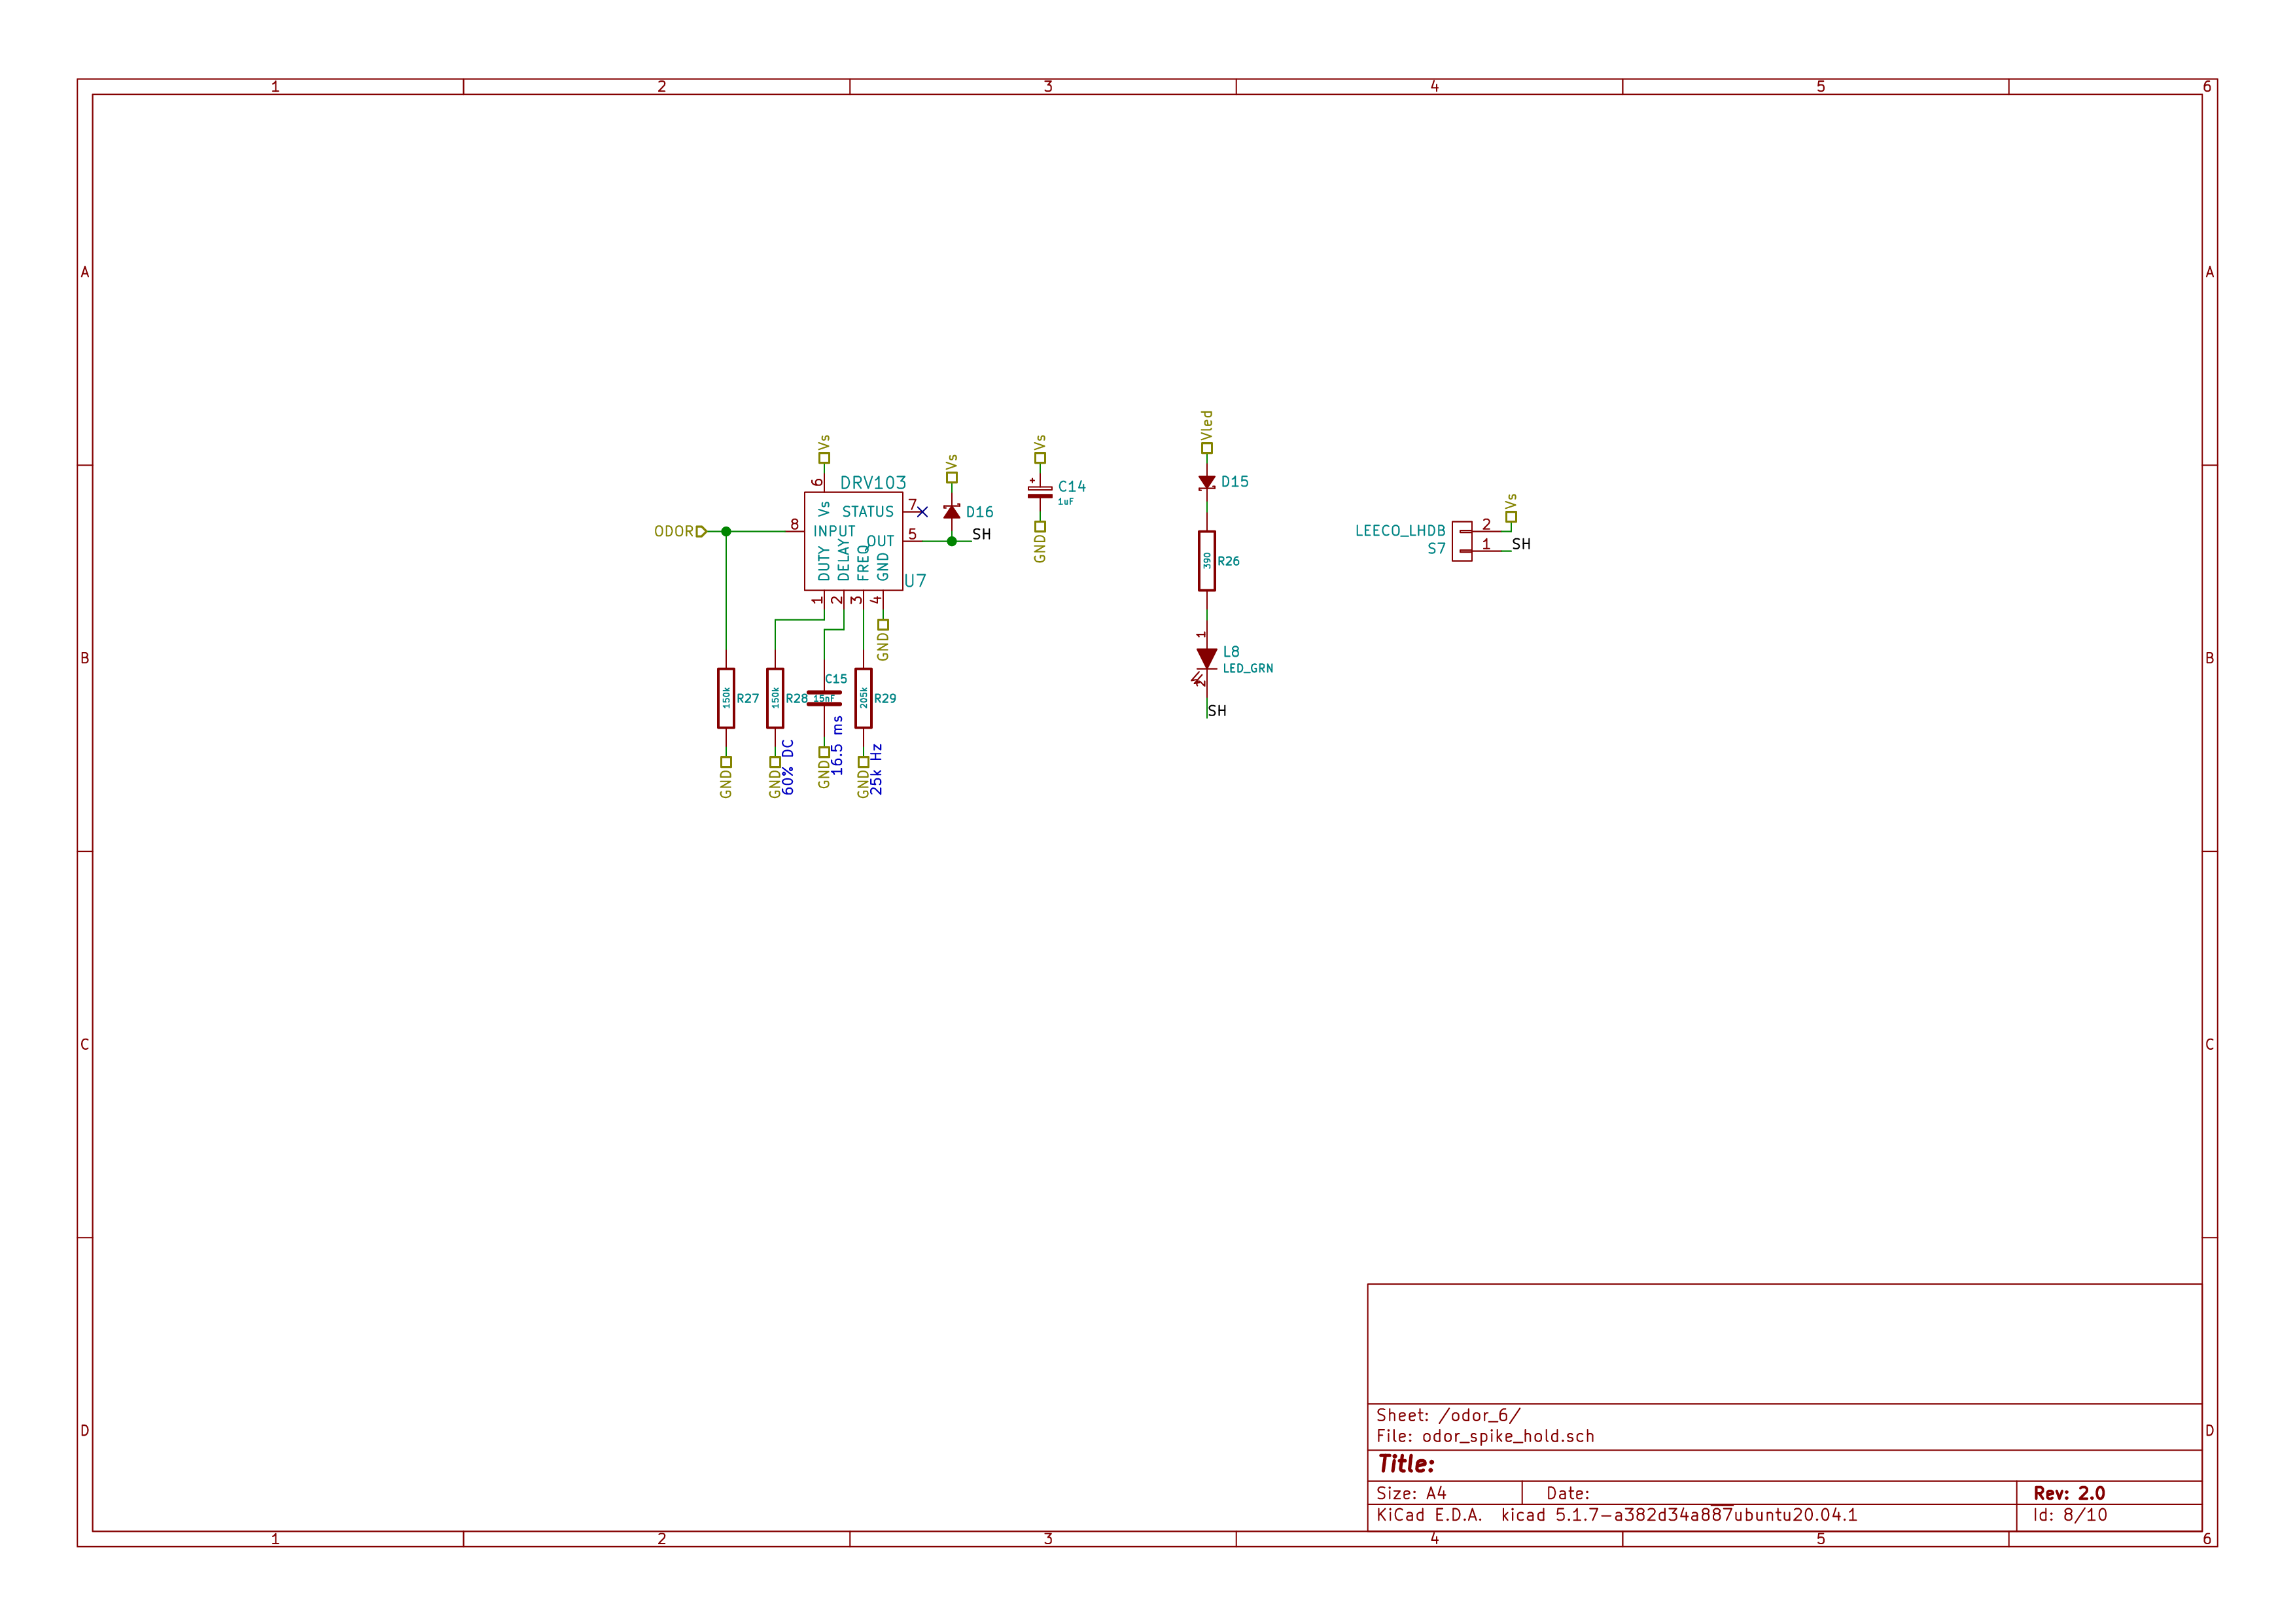 1 2 3 4 5 6
A A
Vled
Vs Vs
Vs
6 DRV103 D15
C14
1uF
Vs
Vs STATUS 7 D16
ODOR 8 INPUT SH
OUT 5
LEECO_LHDB 2
S7 1 SH
GND
DUTY DELAY FREQ GND
U7
390 R26
1 2 3 4
GND
1
L8
LED_GRN
2
B B
150k R27 150k R28 C15
15nF 205k R29
SH
GND GND 60% DC GND 16.5 ms GND 25k Hz
C C
D D
Sheet: /odor_6/
File: odor_spike_hold.sch
Title:
Size: A4 Date: Rev: 2.0
KiCad E.D.A. kicad 5.1.7-a382d34a887ubuntu20.04.1 Id: 8/10
1 2 3 4 5 6